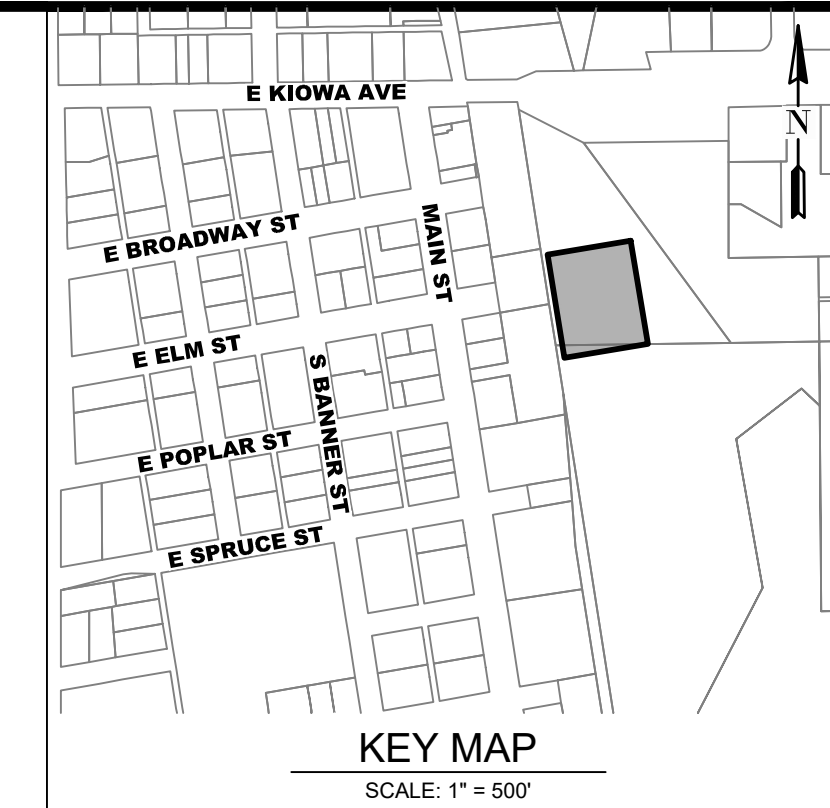 E KIOWA AVE
N
E BROADWAY ST
MAIN ST
E ELM ST
S BANNER ST
E POPLAR ST
E SPRUCE ST
KEY MAP
SCALE: 1" = 500'